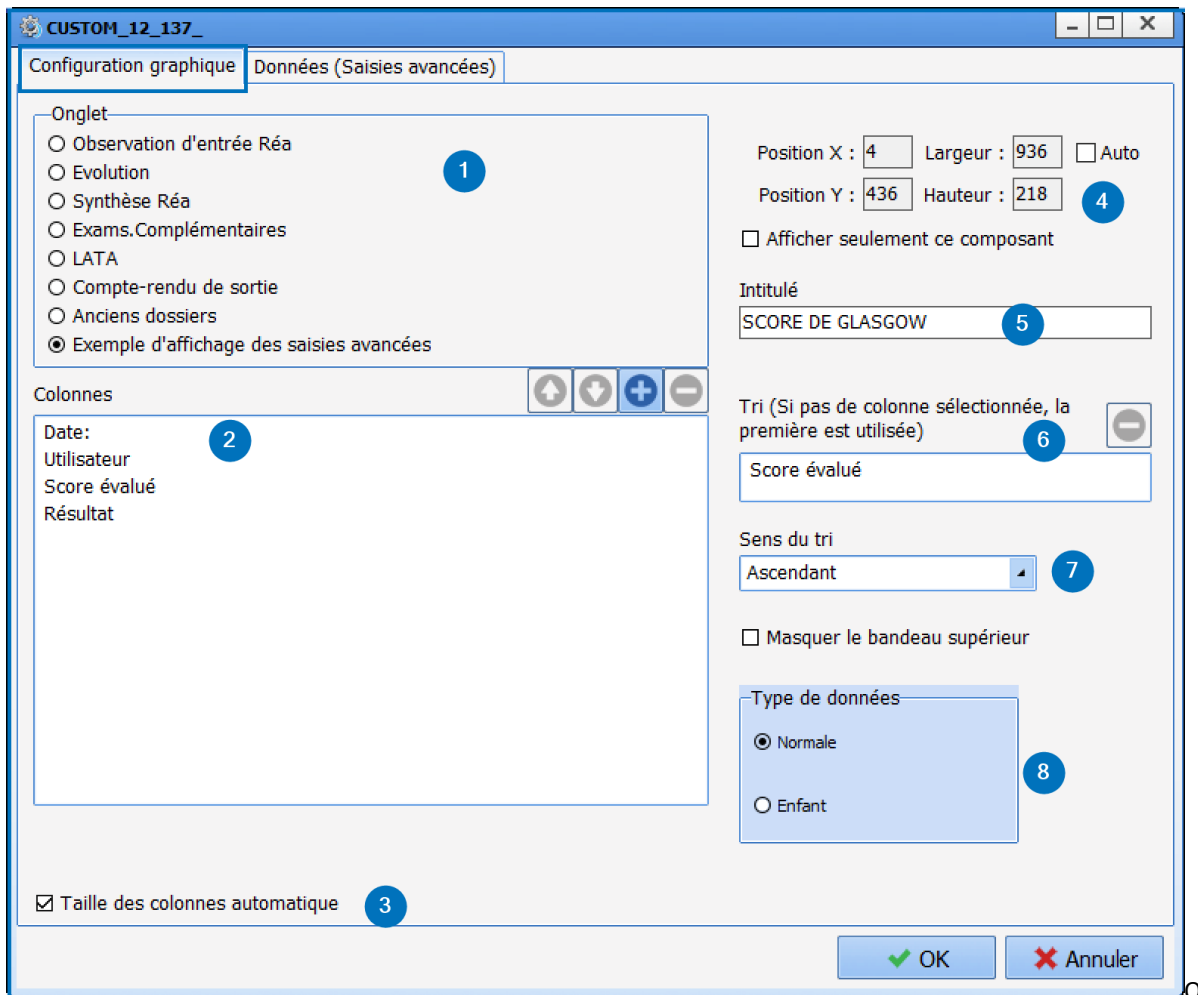 CUSTOM_12_137_
Configuration graphique
Données (Saisies avancées)
Onglet
Observation d'entrée Réa
Evolution
Synthèse Réa
Exams.Complémentaires
LATA
Compte-rendu de sortie
Anciens dossiers
Exemple d'affichage des saisies avancées
1
Colonnes
Date:
Utilisateur
Score évalué
Résultat
2
Taille des colonnes automatique
3
Position X : 4 Largeur : 936 Auto
Position Y : 436 Hauteur : 218
4
Afficher seulement ce composant
Intitulé
SCORE DE GLASGOW
5
Tri (Si pas de colonne sélectionnée, la
première est utilisée)
6
Score évalué
Sens du tri
Ascendant
7
Masquer le bandeau supérieur
Type de données
Normale
Enfant
8
OK
Annuler